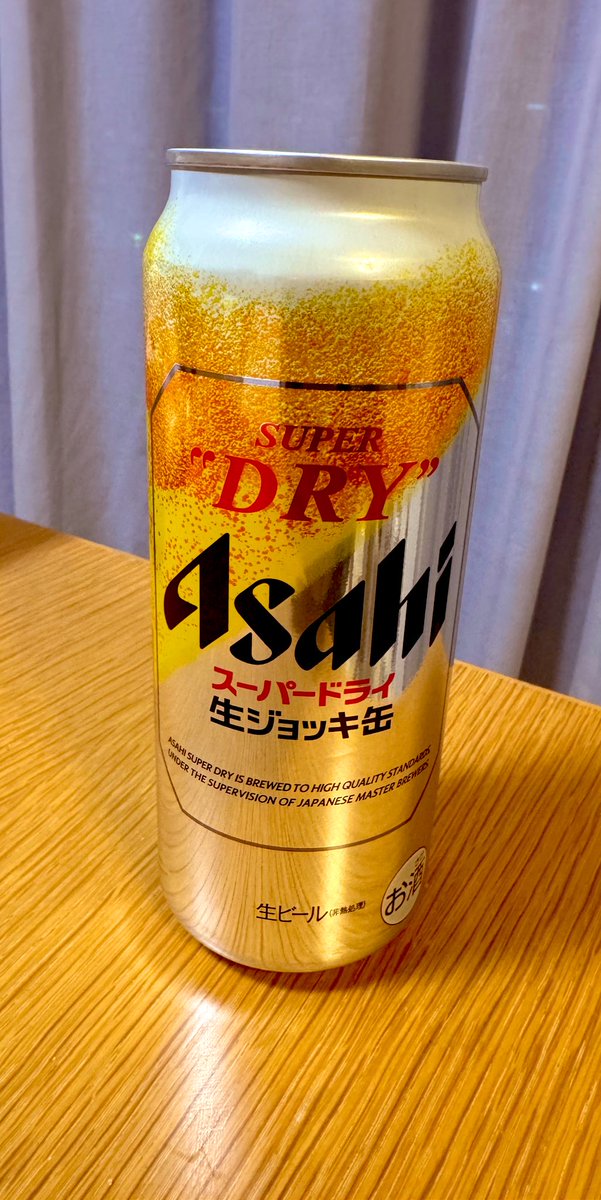 SUPER
"DRY"
Asahi
スーパードライ
生ジョッキ缶
ASAHI SUPER DRY IS BREWED TO HIGH QUALITY STANDARDS
UNDER THE SUPERVISION OF JAPANESE MASTER BREWERS
生ビール(非熱処理)
お酒